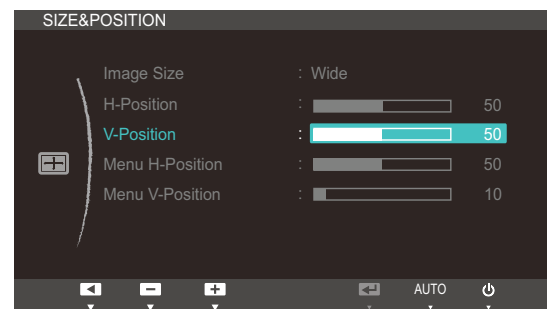 SIZE&POSITION
Image Size : Wide
H-Position : 50
V-Position : 50
Menu H-Position : 50
Menu V-Position : 10
AUTO